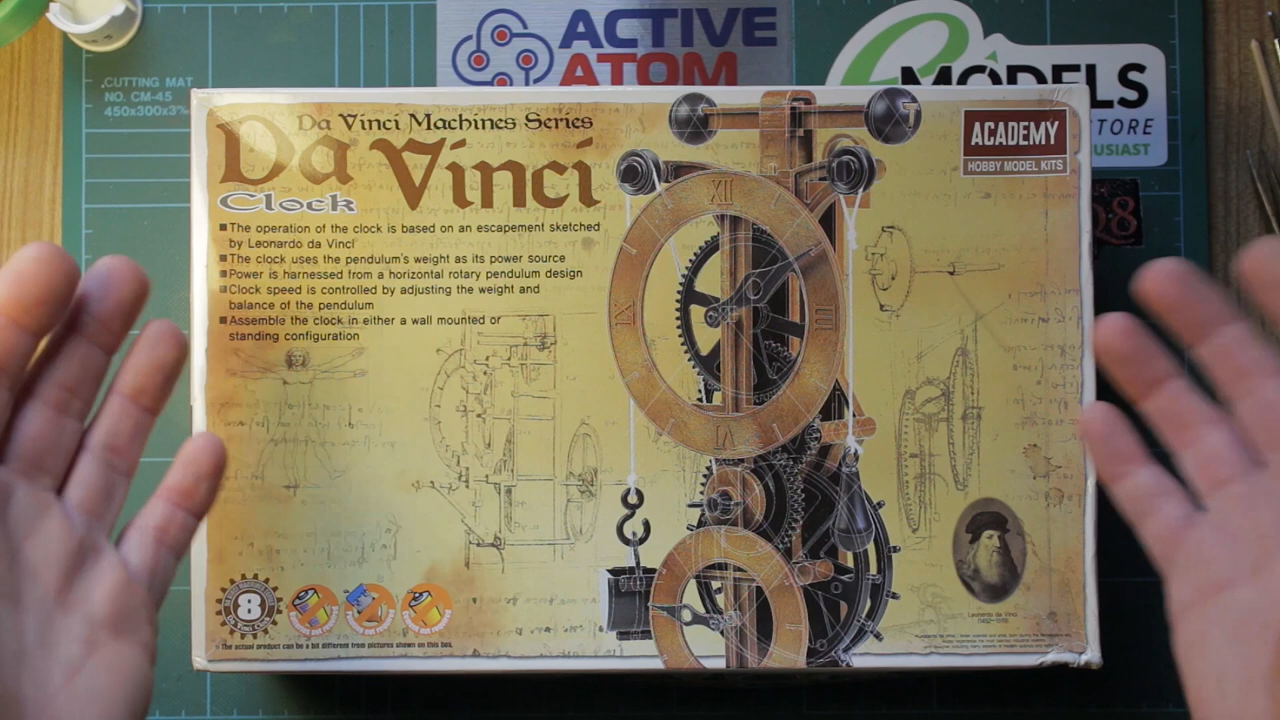 ACTIVE
ATOM
MODELS
STORE
CUTTING MAT
NO. CM-45
450x300x3%
Da Vinci Machines Series
Da Vinci
Clock
ACADEMY
HOBBY MODEL KITS
■The operation of the clock is based on an escapement sketched
by Leonardo da Vinci
■The clock uses the pendulum's weight as its power source
■Power is harnessed from a horizontal rotary pendulum design
■Clock speed is controlled by adjusting the weight and
balance of the pendulum
■Assemble the clock in either a wall mounted or
standing configuration
XII
III
VI
IX
8
Leonardo da Vinci
* The actual product can be a bit different from pictures shown on this box.